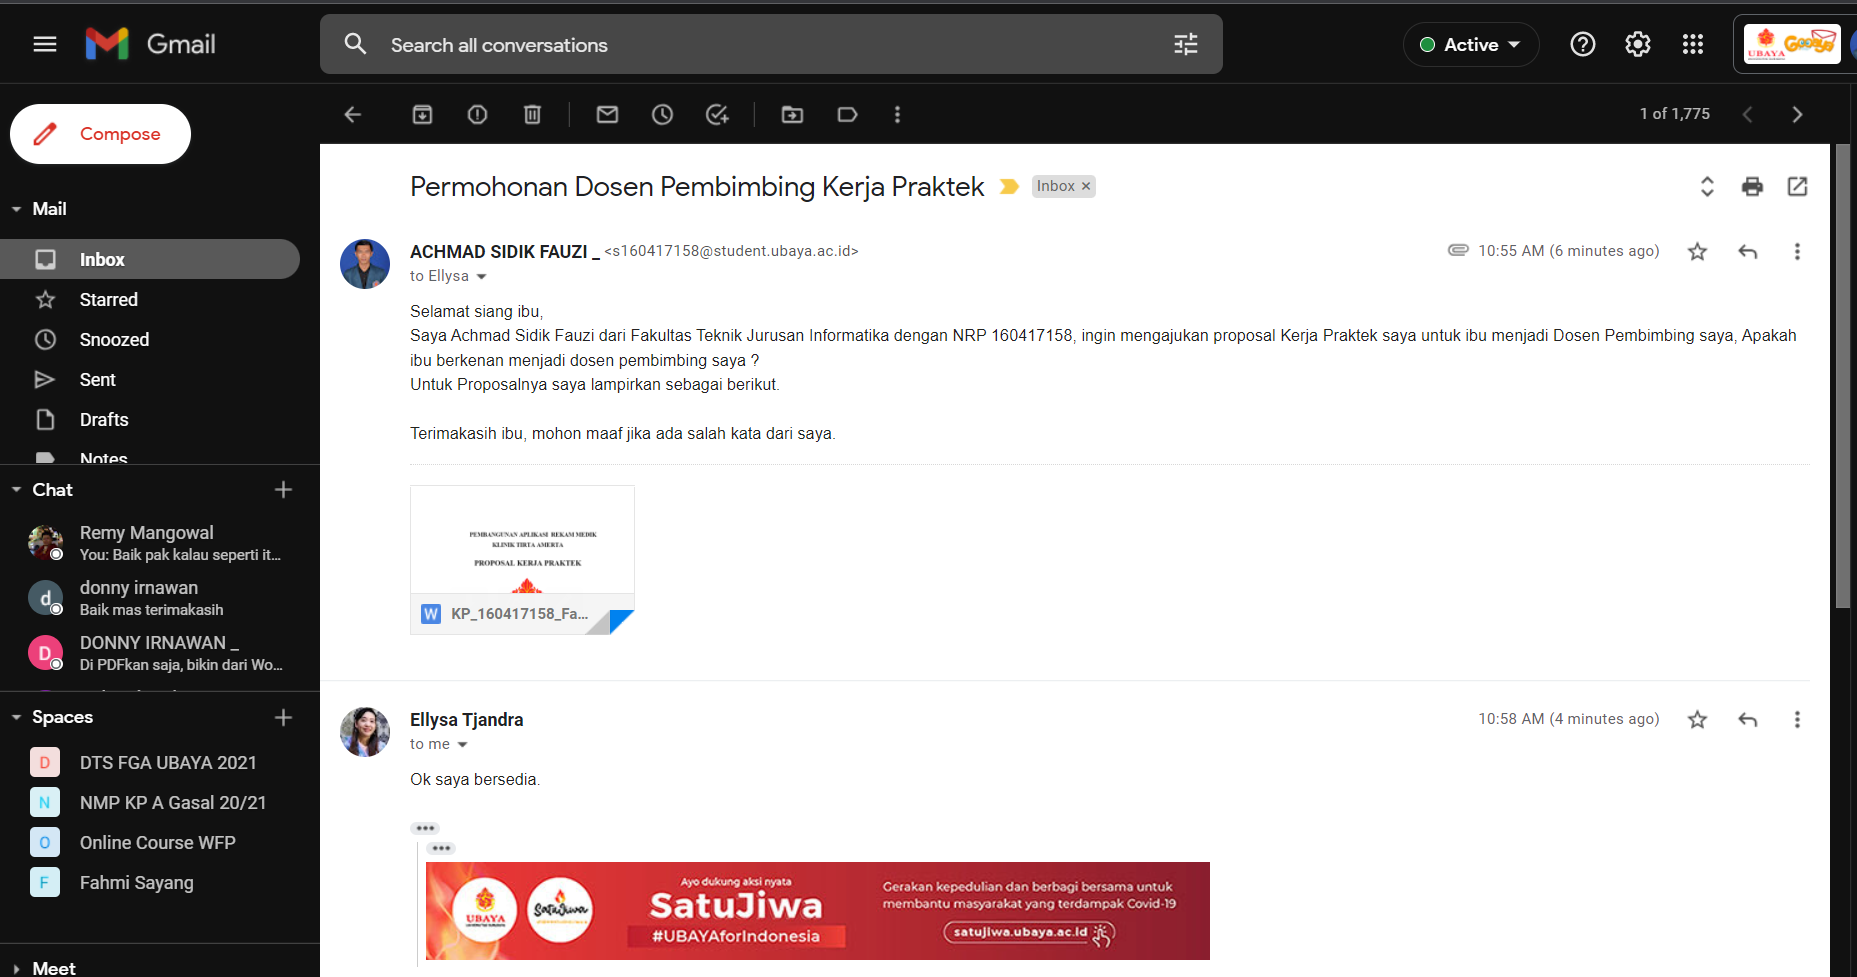 Gmail
Search all conversations
Active
UBAYA
Compose
1 of 1,775
Mail
Inbox
Starred
Snoozed
Sent
Drafts
Notes
Chat
Remy Mangowal
You: Baik pak kalau seperti it...
donny irnawan
Baik mas terimakasih
DONNY IRNAWAN _
Di PDFkan saja, bikin dari Wo...
Spaces
D DTS FGA UBAYA 2021
N NMP KP A Gasal 20/21
O Online Course WFP
F Fahmi Sayang
Meet
Permohonan Dosen Pembimbing Kerja Praktek
Inbox ×
ACHMAD SIDIK FAUZI _ <s160417158@student.ubaya.ac.id>
10:55 AM (6 minutes ago)
to Ellysa
Selamat siang ibu,
Saya Achmad Sidik Fauzi dari Fakultas Teknik Jurusan Informatika dengan NRP 160417158, ingin mengajukan proposal Kerja Praktek saya untuk ibu menjadi Dosen Pembimbing saya, Apakah
ibu berkenan menjadi dosen pembimbing saya ?
Untuk Proposalnya saya lampirkan sebagai berikut.
Terimakasih ibu, mohon maaf jika ada salah kata dari saya.
PEMBANGUNAN APLIKASI REKAM MEDIK
KLINIK TIRTA AMERTA
PROPOSAL KERJA PRAKTEK
W KP_160417158_Fa...
Ellysa Tjandra
10:58 AM (4 minutes ago)
to me
Ok saya bersedia.
UBAYA
SatuJiwa
Ayo dukung aksi nyata
SatuJiwa
#UBAYAforIndonesia
Gerakan kepedulian dan berbagi bersama untuk
membantu masyarakat yang terdampak Covid-19
satujiwa.ubaya.ac.id